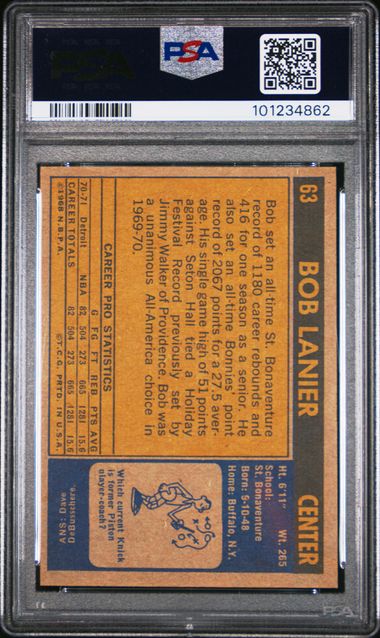 PSA
PSA
101234862
63 BOB LANIER CENTER
Bob set an all-time St. Bonaventure
record of 1180 career rebounds and
416 for one season as a senior. He
also set an all-time Bonnies' point
record of 2067 points for a 27.5 aver-
age. His single game high of 51 points
against Seton Hall tied a Holiday
Festival Record previously set by
Jimmy Walker of Providence. Bob was
a unanimous All-America choice in
1969-70.
CAREER PRO STATISTICS
G FG FT REB PTS AVG
70-71 Detroit NBA 82 504 273 665 1281 15.6
CAREER TOTALS 82 504 273 665 1281 15.6
©1968 N.B.P.A. ©T.C.G. PRTD. IN U.S.A.
Ht. 6'11" Wt. 265
School:
St. Bonaventure
Born: 9-10-48
Home: Buffalo, N.Y.
Which current Knick
is former Piston
player-coach?
ANS: Dave
DeBusschere.